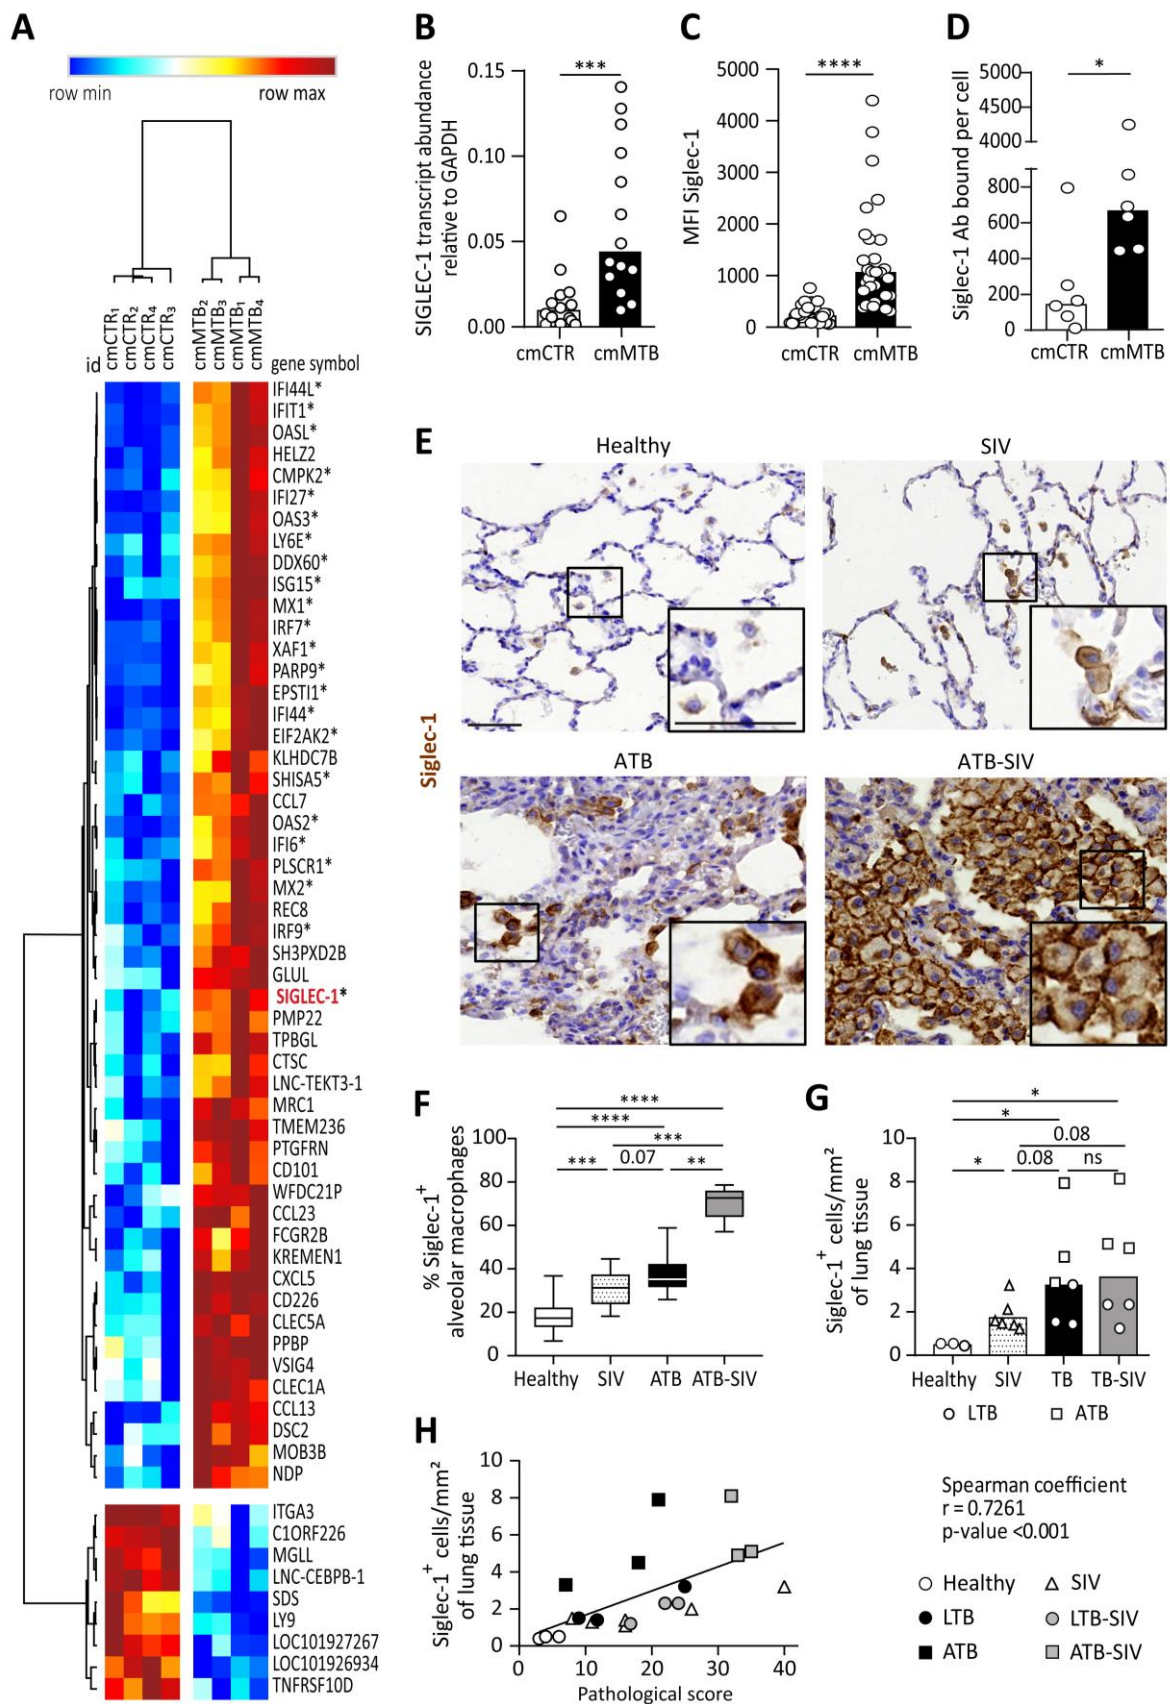 A
row min
row max
cmCTR1
cmCTR2
cmCTR4
cmCTR3
cmMTB2
cmMTB3
cmMTB1
cmMTB4
id
gene symbol
IFI44L*
IFIT1*
OASL*
HELZ2
CMPK2*
IFI27*
OAS3*
LY6E*
DDX60*
ISG15*
MX1*
IRF7*
XAF1*
PARP9*
EPSTI1*
IFI44*
EIF2AK2*
KLHDC7B
SHISA5*
CCL7
OAS2*
IFI6*
PLSCR1*
MX2*
REC8
IRF9*
SH3PXD2B
GLUL
SIGLEC-1*
PMP22
TPBGL
CTSC
LNC-TEKT3-1
MRC1
TMEM236
PTGFRN
CD101
WFDC21P
CCL23
FCGR2B
KREMEN1
CXCL5
CD226
CLEC5A
PPBP
VSIG4
CLEC1A
CCL13
DSC2
MOB3B
NDP
ITGA3
C1ORF226
MGLL
LNC-CEBPB-1
SDS
LY9
LOC101927267
LOC101926934
TNFRSF10D
B
SIGLEC-1 transcript abundance
relative to GAPDH
0.15
0.10
0.05
0.00
***
cmCTR
cmMTB
C
MFI Siglec-1
5000
4000
3000
2000
1000
0
****
cmCTR
cmMTB
D
Siglec-1 Ab bound per cell
5000
4500
4000
800
600
400
200
0
*
cmCTR
cmMTB
E
Siglec-1
Healthy
SIV
ATB
ATB-SIV
F
% Siglec-1+
alveolar macrophages
100
80
60
40
20
0
****
****
***
***
0.07
**
Healthy
SIV
ATB
ATB-SIV
G
Siglec-1+ cells/mm²
of lung tissue
10
8
6
4
2
0
*
*
0.08
*
0.08
ns
Healthy
SIV
TB
TB-SIV
LTB
ATB
H
Siglec-1+ cells/mm²
of lung tissue
10
8
6
4
2
0
0
10
20
30
40
Pathological score
Spearman coefficient
r = 0.7261
p-value <0.001
Healthy
SIV
LTB
LTB-SIV
ATB
ATB-SIV